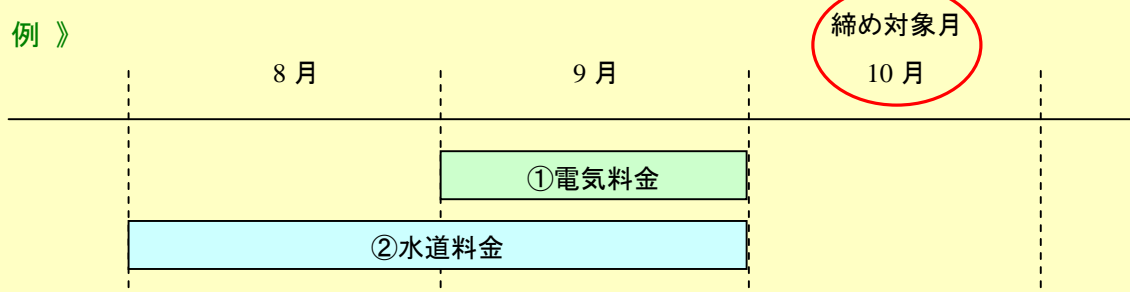 例 》
締め対象月
8 月
9 月
10 月
①電気料金
②水道料金